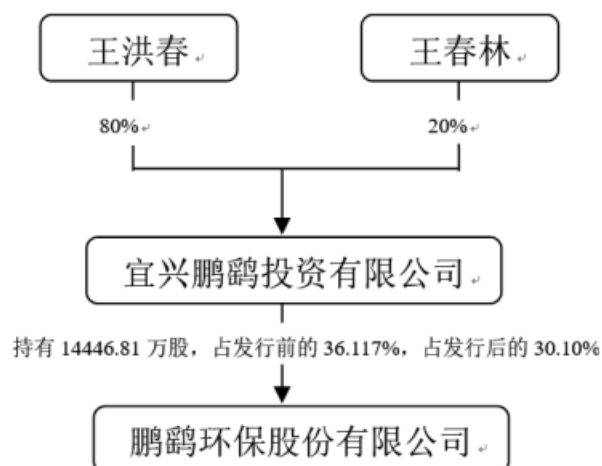 王洪春
王春林
80%
20%
宜兴鹏鹞投资有限公司
持有 14446.81 万股，占发行前的 36.117%，占发行后的 30.10%
鹏鹞环保股份有限公司